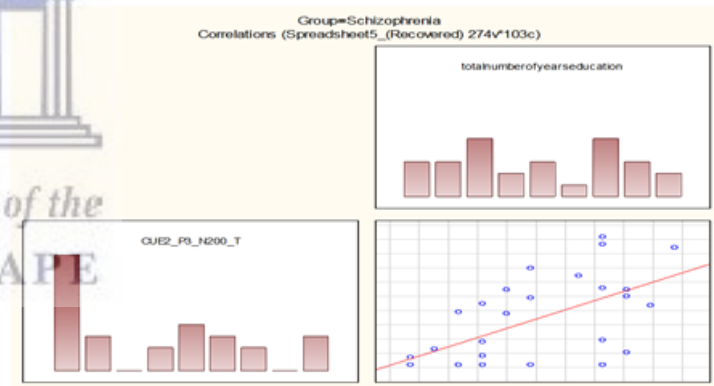 Group=Schizophrenia
Correlations (Spreadsheet5_(Recovered) 274v*103c)
totalnumberofyearseducation
of the
CUE2_P3_N200_T
APE